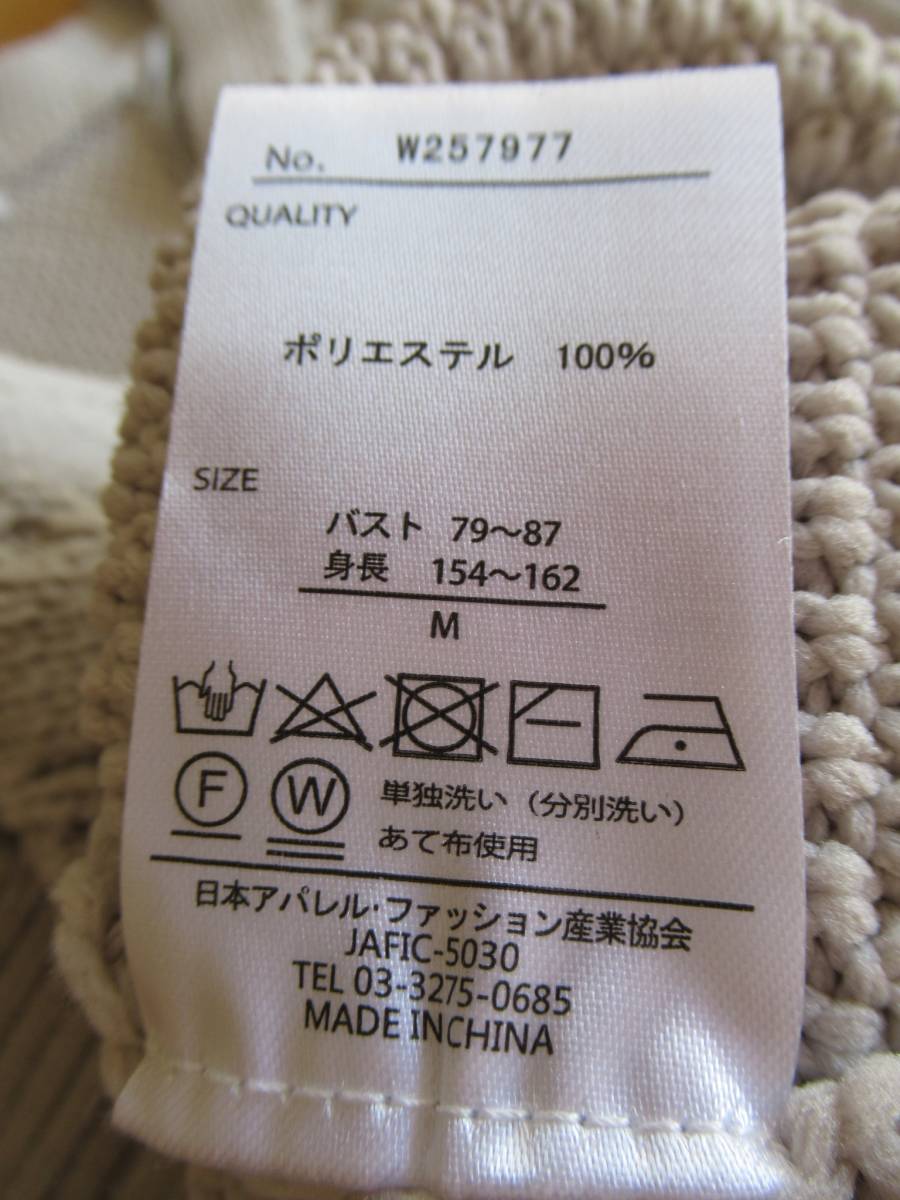 No. W257977
QUALITY
ポリエステル 100%
SIZE
バスト 79〜87
身長 154〜162
M
F W 単独洗い（分別洗い）
あて布使用
日本アパレル・ファッション産業協会
JAFIC-5030
TEL 03-3275-0685
MADE INCHINA